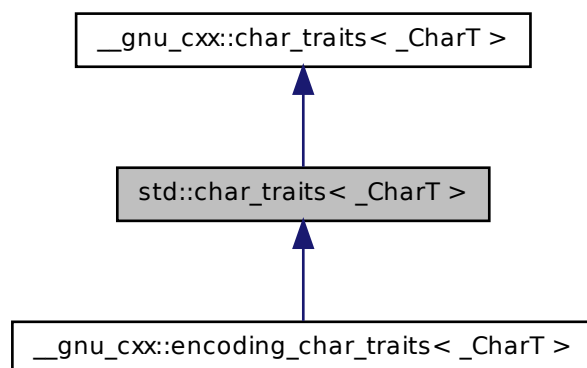 __gnu_cxx::char_traits< _CharT >
std::char_traits< _CharT >
__gnu_cxx::encoding_char_traits< _CharT >